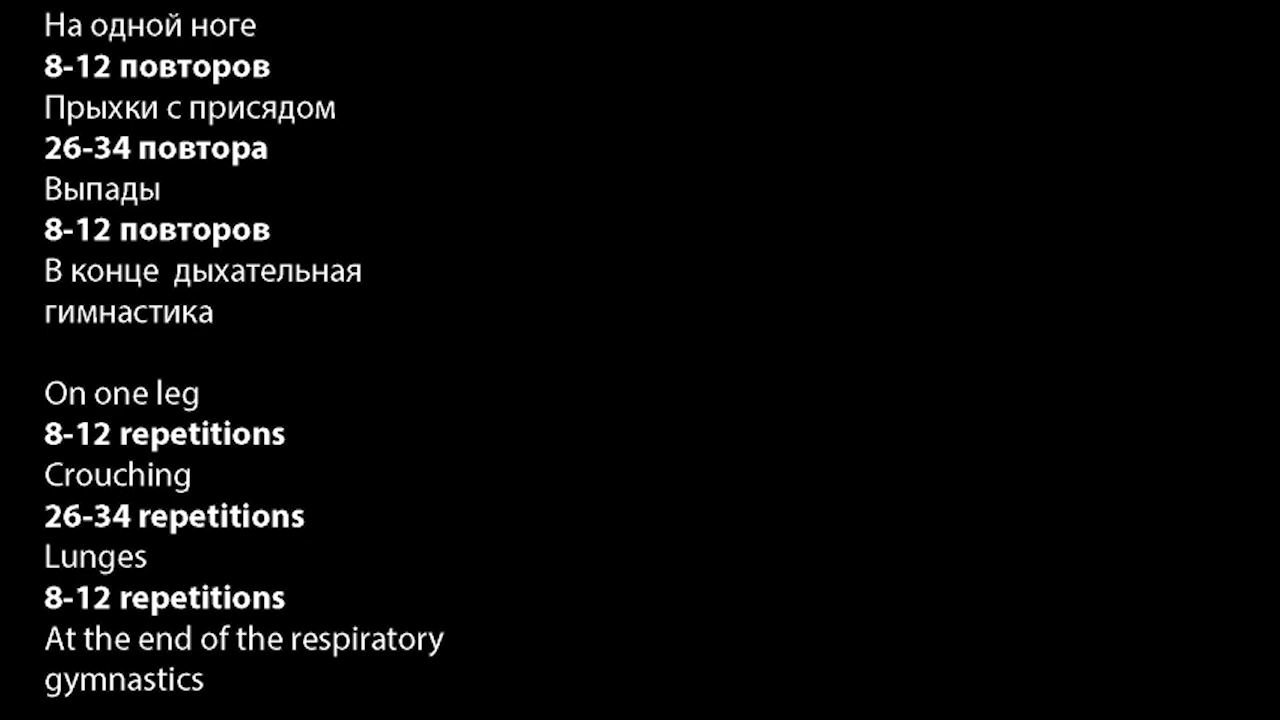 На одной ноге
8-12 повторов
Прыхки с присядом
26-34 повтора
Выпады
8-12 повторов
В конце  дыхательная
гимнастика

On one leg
8-12 repetitions
Crouching
26-34 repetitions
Lunges
8-12 repetitions
At the end of the respiratory
gymnastics